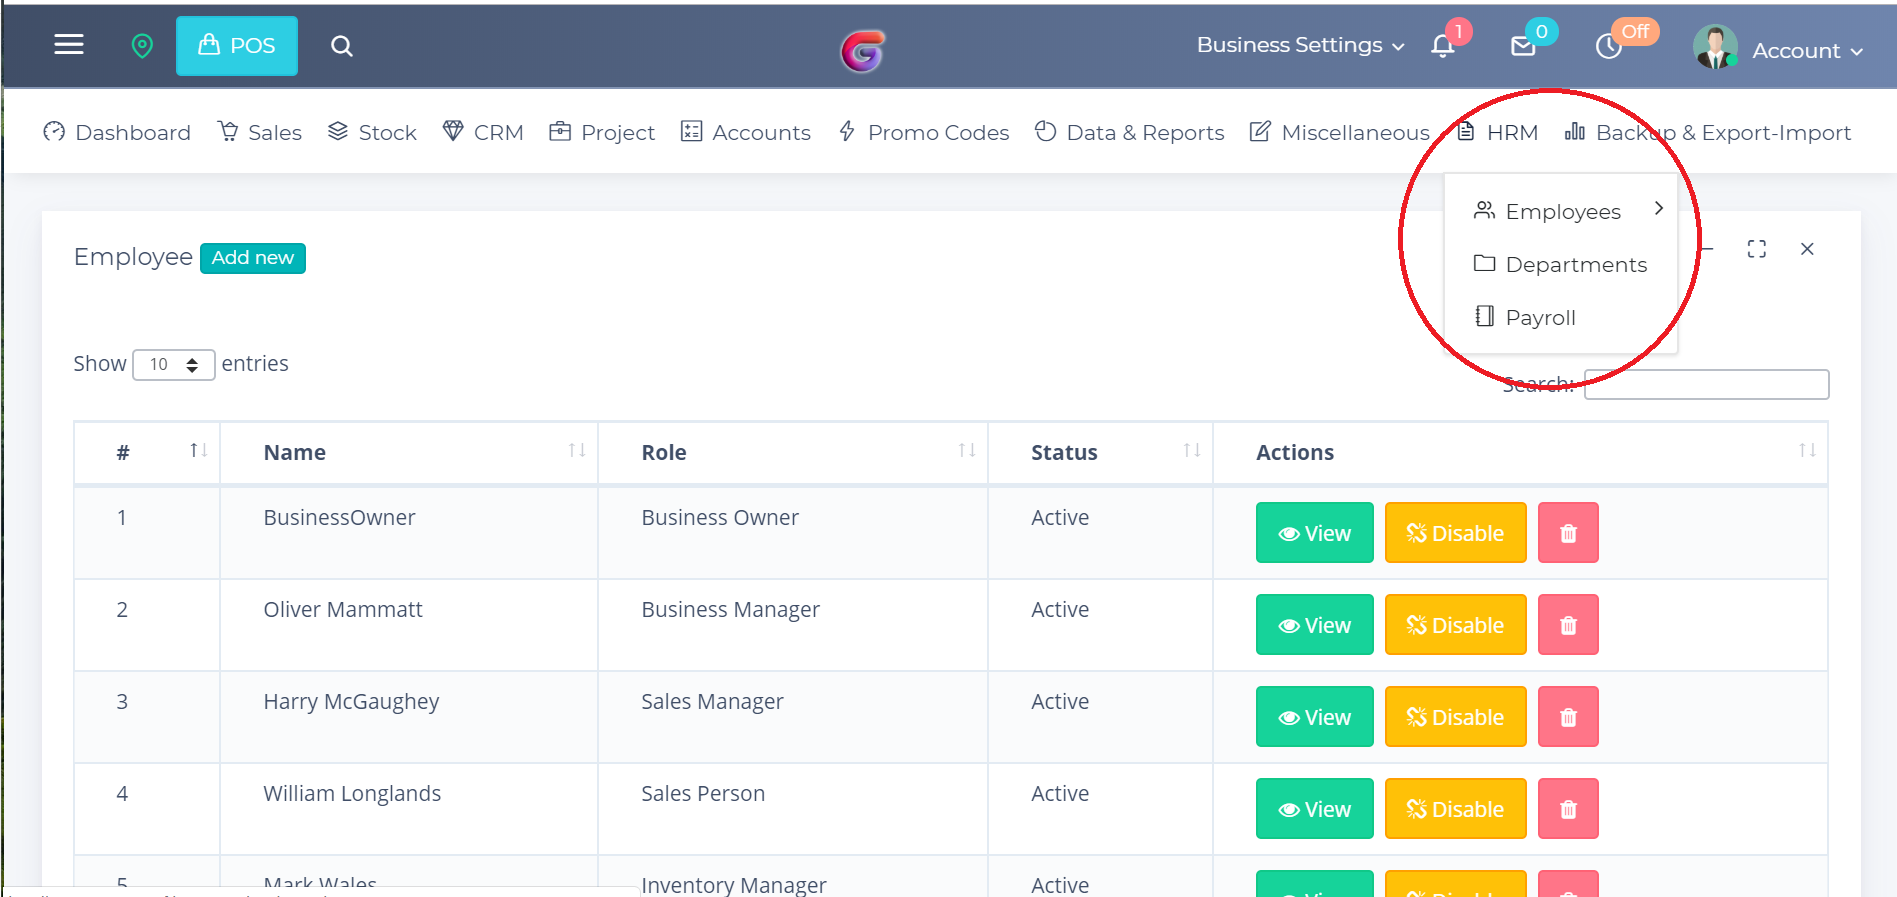 POS
Business Settings 1 0 Off Account
Dashboard Sales Stock CRM Project Accounts Promo Codes Data & Reports Miscellaneous HRM Backup & Export-Import
Employees
Departments
Payroll
Employee Add new
Show 10 entries
Search:
# Name Role Status Actions
1 BusinessOwner Business Owner Active View Disable
2 Oliver Mammatt Business Manager Active View Disable
3 Harry McGaughey Sales Manager Active View Disable
4 William Longlands Sales Person Active View Disable
5 Mark Wales Inventory Manager Active View Disable